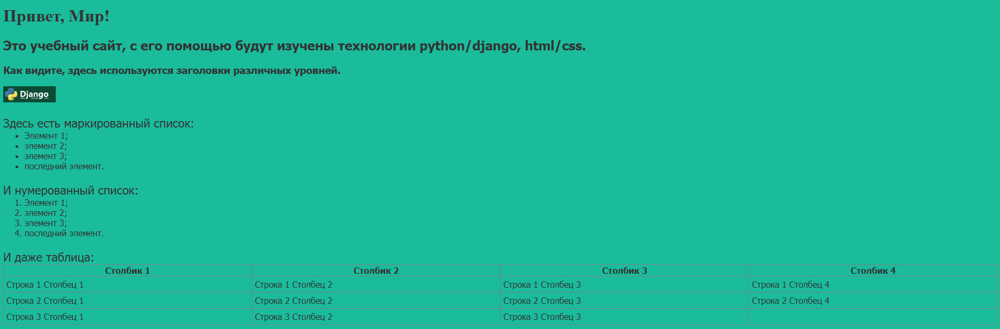 Привет, Мир!
Это учебный сайт, с его помощью будут изучены технологии python/django, html/css.
Как видите, здесь используются заголовки различных уровней.
Django
Здесь есть маркированный список:
• Элемент 1;
• элемент 2;
• элемент 3;
• последний элемент.
И нумерованный список:
1. Элемент 1;
2. элемент 2;
3. элемент 3;
4. последний элемент.
И даже таблица:
Столбик 1 Столбик 2 Столбик 3 Столбик 4
Строка 1 Столбец 1 Строка 1 Столбец 2 Строка 1 Столбец 3 Строка 1 Столбец 4
Строка 2 Столбец 1 Строка 2 Столбец 2 Строка 2 Столбец 3 Строка 2 Столбец 4
Строка 3 Столбец 1 Строка 3 Столбец 2 Строка 3 Столбец 3